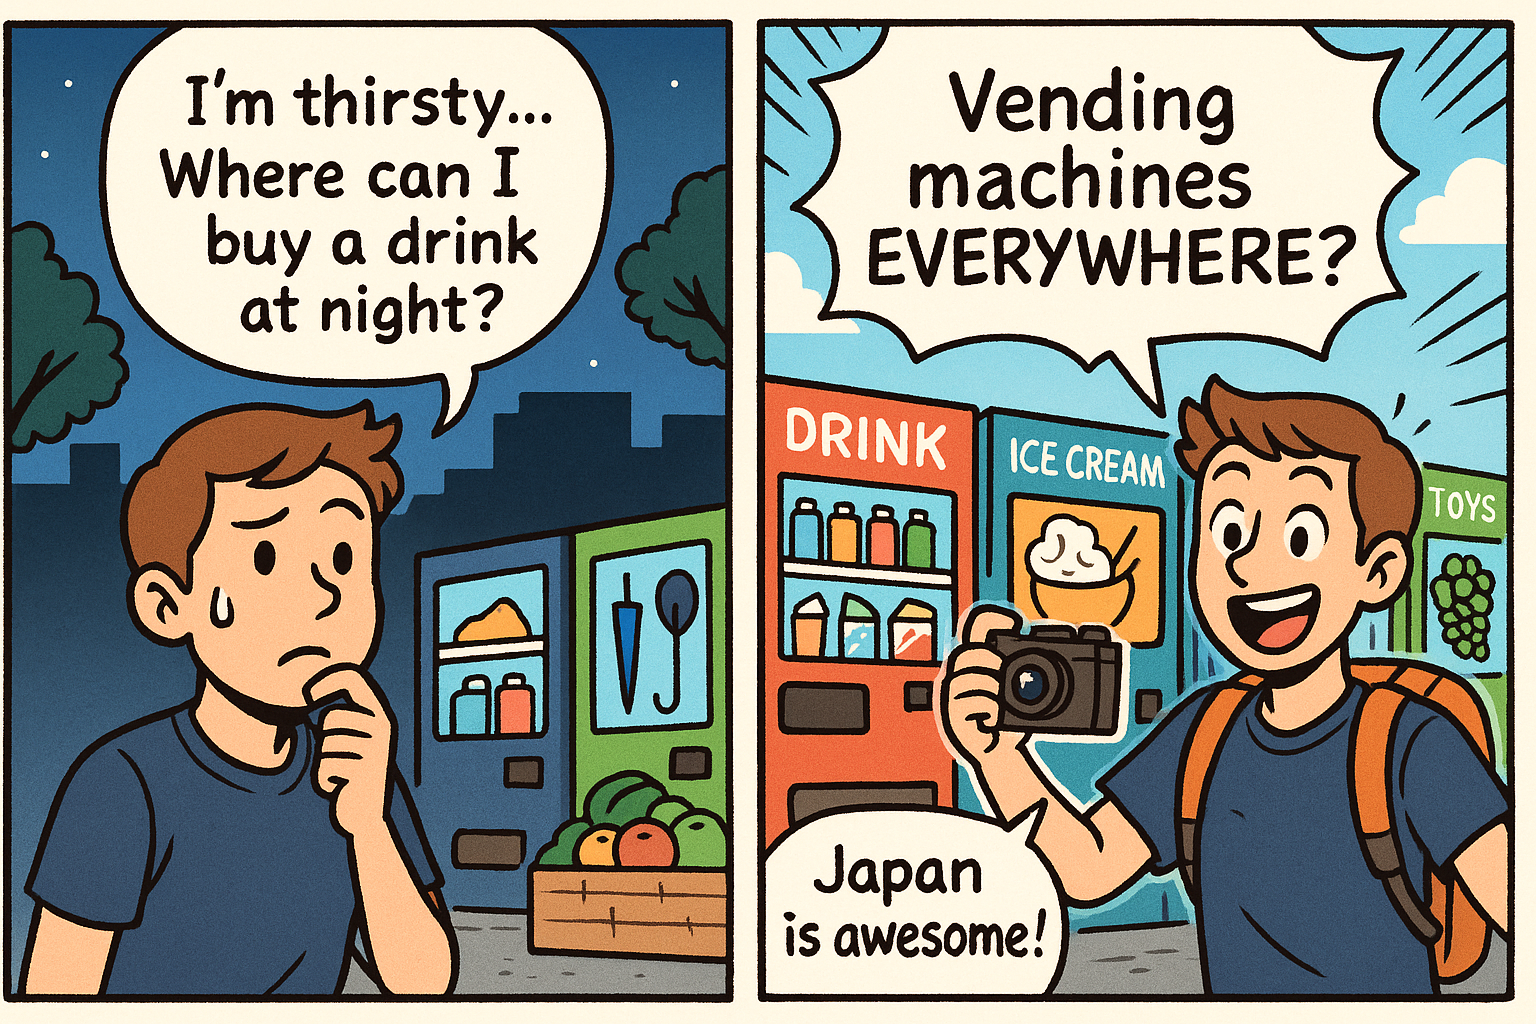 I'm thirsty...
Where can I
buy a drink
at night?
Vending
machines
EVERYWHERE?
DRINK
ICE CREAM
TOYS
Japan
is awesome!